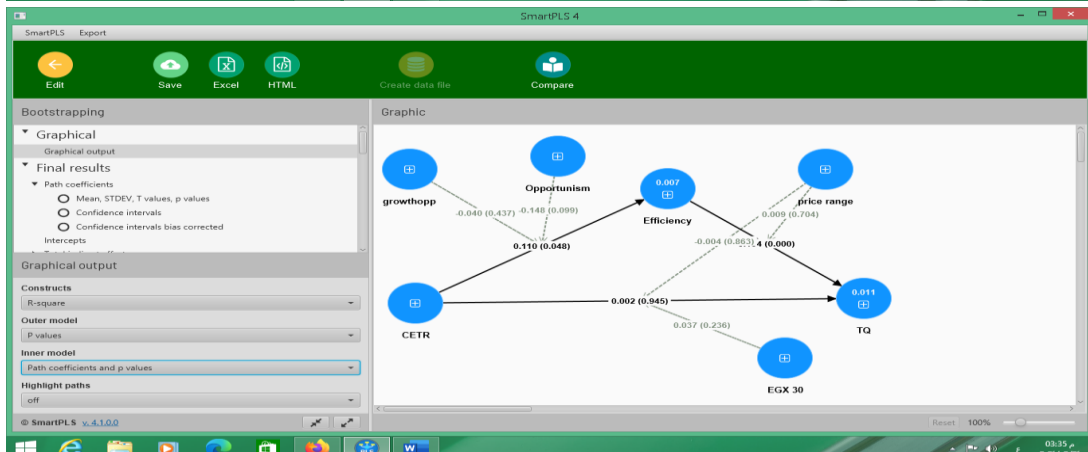 SmartPLS 4
SmartPLS Export
Edit Save Excel HTML Create data file Compare
Bootstrapping
Graphical
Graphical output
Final results
Path coefficients
Mean, STDEV, T values, p values
Confidence intervals
Confidence intervals bias corrected
Intercepts
Graphical output
Constructs
R-square
Outer model
P values
Inner model
Path coefficients and p values
Highlight paths
off
© SmartPLS v. 4.1.0.0
Graphic
growthopp
Opportunism
0.007
Efficiency
price range
-0.040 (0.437)
-0.148 (0.099)
0.009 (0.704)
0.110 (0.048)
-0.004 (0.863)
4 (0.000)
CETR
0.002 (0.945)
0.011
TQ
0.037 (0.236)
EGX 30
Reset 100%
03:35 م